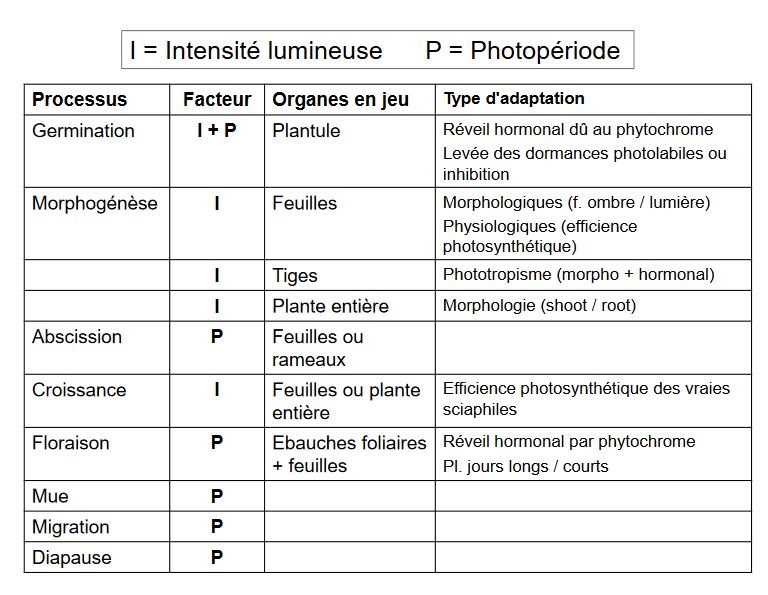 I = Intensité lumineuse P = Photopériode
Processus Facteur Organes en jeu Type d'adaptation
Germination I + P Plantule Réveil hormonal dû au phytochrome
Levée des dormances photolabiles ou
inhibition
Morphogénèse I Feuilles Morphologiques (f. ombre / lumière)
Physiologiques (efficience
photosynthétique)
I Tiges Phototropisme (morpho + hormonal)
I Plante entière Morphologie (shoot / root)
Abscission P Feuilles ou
rameaux
Croissance I Feuilles ou plante Efficience photosynthétique des vraies
entière sciaphiles
Floraison P Ebauches foliaires Réveil hormonal par phytochrome
+ feuilles Pl. jours longs / courts
Mue P
Migration P
Diapause P